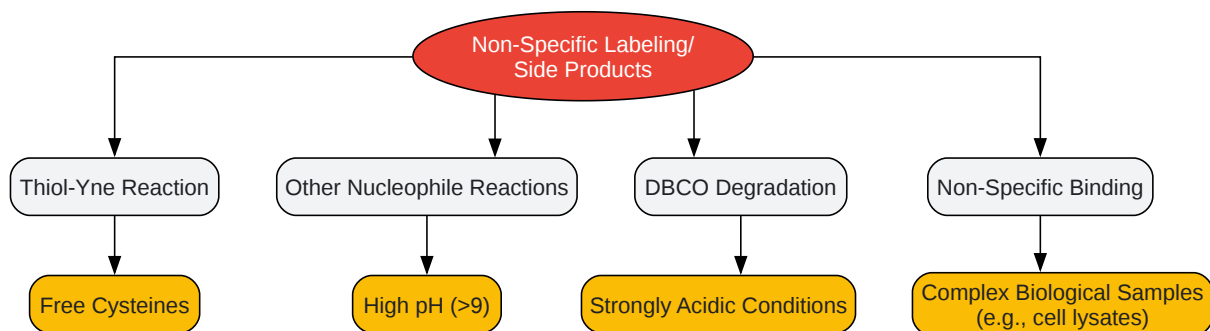 Non-Specific Labeling/
Side Products
Thiol-Yne Reaction
Other Nucleophile Reactions
DBCO Degradation
Non-Specific Binding
Free Cysteines
High pH (>9)
Strongly Acidic Conditions
Complex Biological Samples
(e.g., cell lysates)